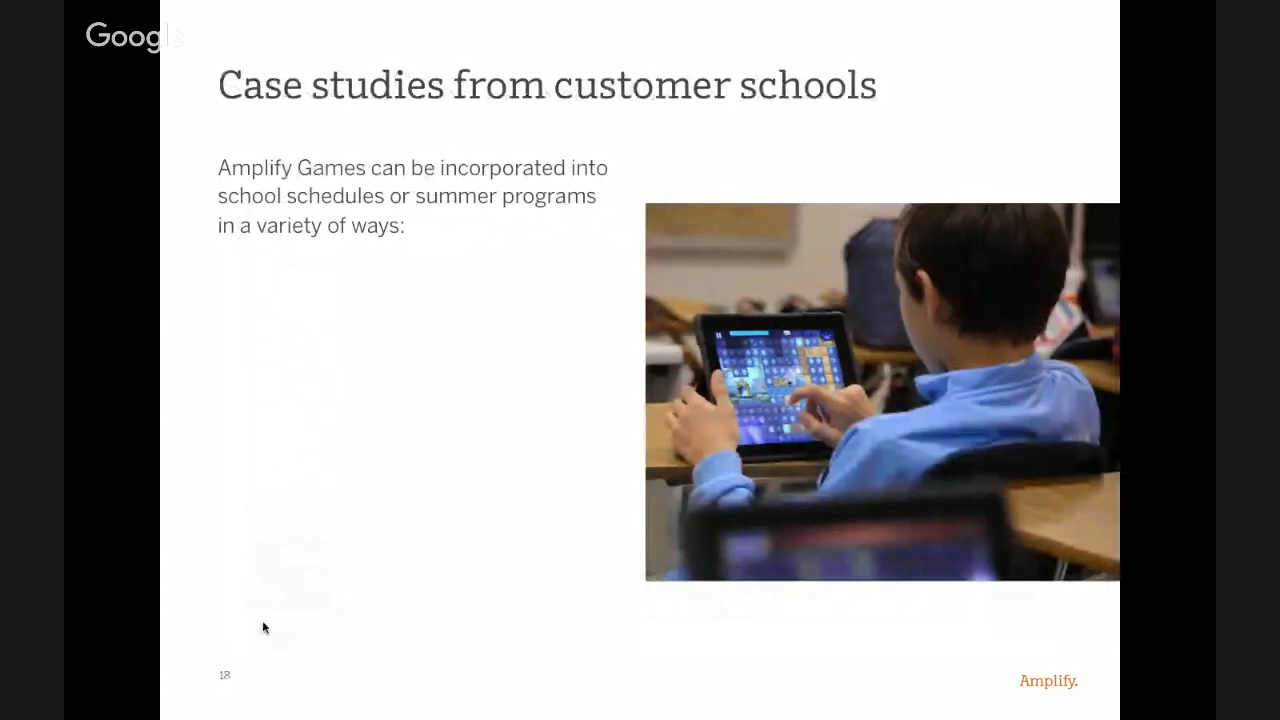 Google
Case studies from customer schools
Amplify Games can be incorporated into
school schedules or summer programs
in a variety of ways:
18
Amplify.